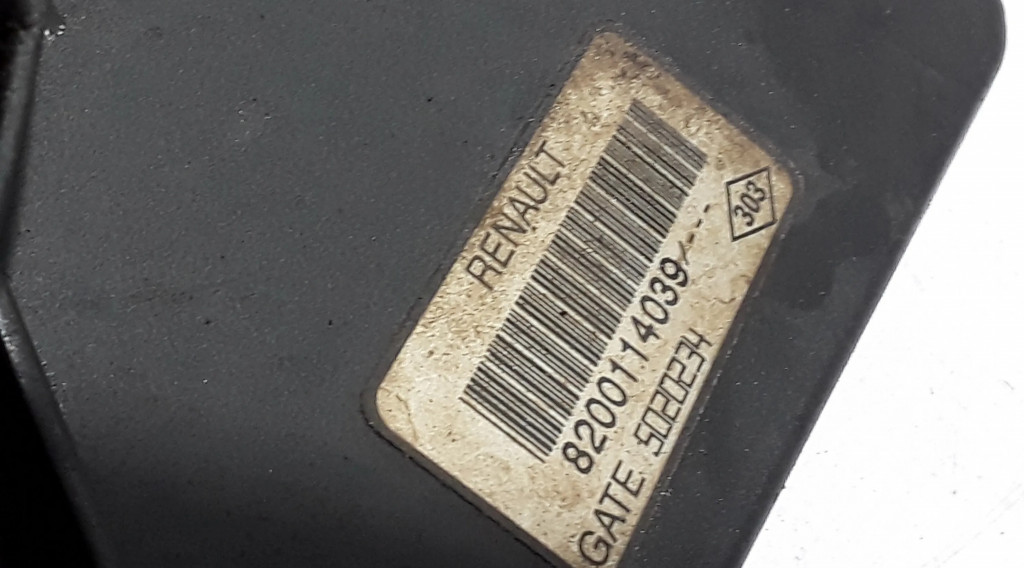 RENAULT
8200114039/---
303
GATE 5020234